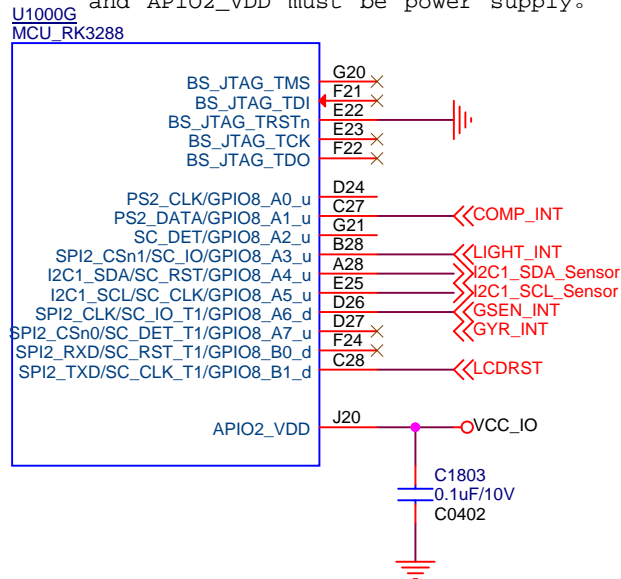 and APIO2_VDD must be power supply。
U1000G
MCU_RK3288
BS_JTAG_TMS G20
BS_JTAG_TDI F21
BS_JTAG_TRSTn E22
BS_JTAG_TCK E23
BS_JTAG_TDO F22
PS2_CLK/GPIO8_A0_u D24
PS2_DATA/GPIO8_A1_u C27 COMP_INT
SC_DET/GPIO8_A2_u G21
SPI2_CSn1/SC_IO/GPIO8_A3_u B28 LIGHT_INT
I2C1_SDA/SC_RST/GPIO8_A4_u A28 I2C1_SDA_Sensor
I2C1_SCL/SC_CLK/GPIO8_A5_u E25 I2C1_SCL_Sensor
SPI2_CLK/SC_IO_T1/GPIO8_A6_d D26 GSEN_INT
SPI2_CSn0/SC_DET_T1/GPIO8_A7_u D27 GYR_INT
SPI2_RXD/SC_RST_T1/GPIO8_B0_d F24
SPI2_TXD/SC_CLK_T1/GPIO8_B1_d C28 LCDRST
APIO2_VDD J20 VCC_IO
C1803
0.1uF/10V
C0402